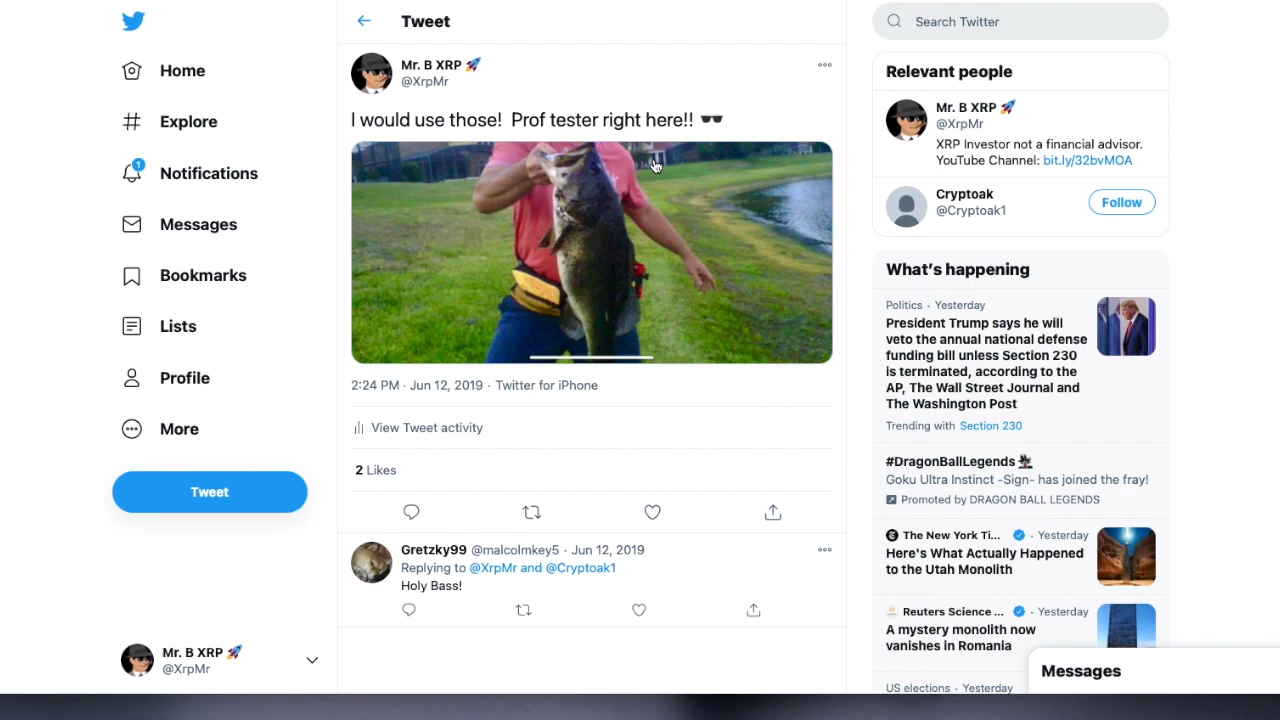 Home
Explore
1
Notifications
Messages
Bookmarks
Lists
Profile
More
Tweet
Mr. B XRP 🚀
@XrpMr
Tweet
Mr. B XRP 🚀
@XrpMr
I would use those!  Prof tester right here!! 🕶️
2:24 PM · Jun 12, 2019 · Twitter for iPhone
View Tweet activity
2 Likes
Gretzky99 @malcolmkey5 · Jun 12, 2019
Replying to @XrpMr and @Cryptoak1
Holy Bass!
Search Twitter
Relevant people
Mr. B XRP 🚀
@XrpMr
XRP Investor not a financial advisor.
YouTube Channel: bit.ly/32bvMOA
Cryptoak
@Cryptoak1
Follow
What's happening
Politics · Yesterday
President Trump says he will
veto the annual national defense
funding bill unless Section 230
is terminated, according to the
AP, The Wall Street Journal and
The Washington Post
Trending with Section 230
#DragonBallLegends
Goku Ultra Instinct -Sign- has joined the fray!
Promoted by DRAGON BALL LEGENDS
The New York Ti... · Yesterday
Here's What Actually Happened
to the Utah Monolith
Reuters Science ... · Yesterday
A mystery monolith now
vanishes in Romania
US elections · Yesterday
Messages